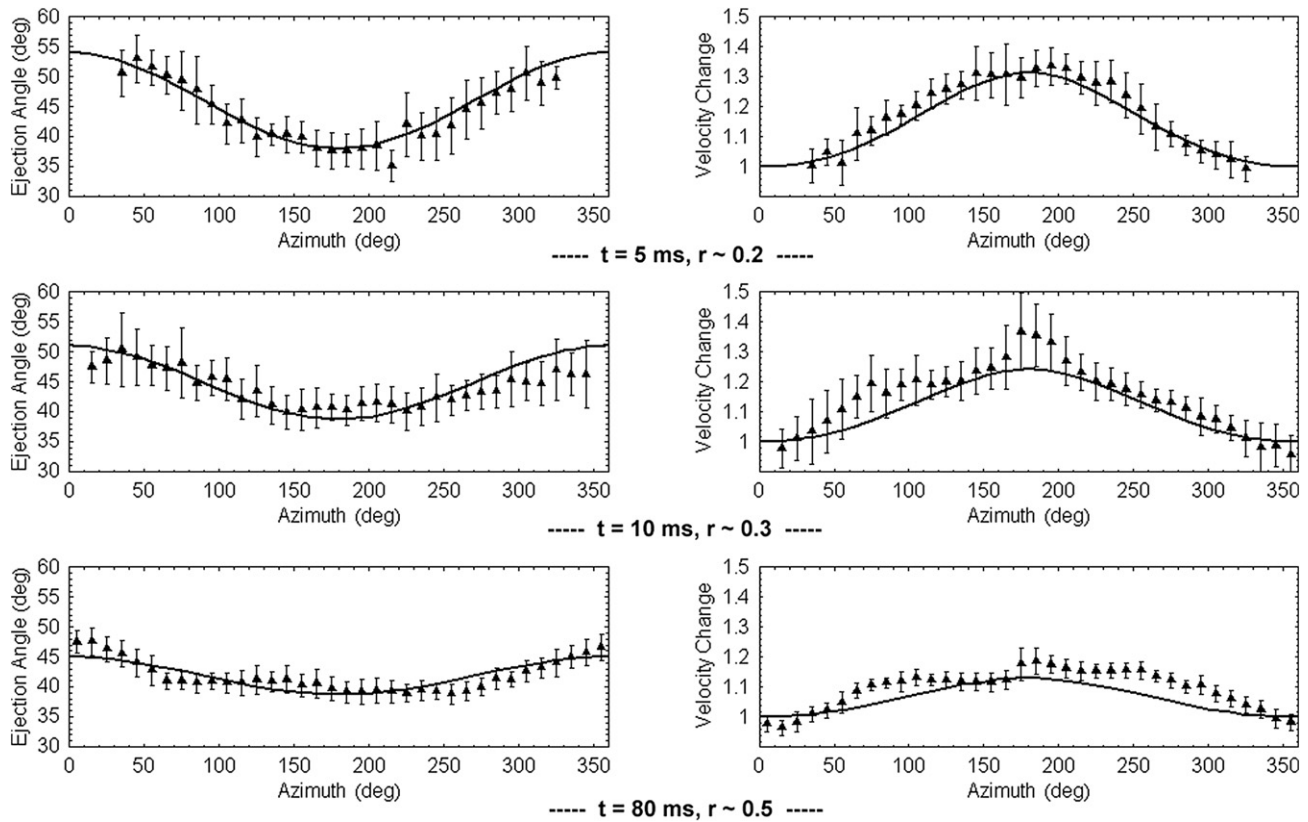 60
55
50
45
40
35
30
Ejection Angle (deg)
0 50 100 150 200 250 300 350
Azimuth (deg)
1.5
1.4
1.3
1.2
1.1
1
Velocity Change
0 50 100 150 200 250 300 350
Azimuth (deg)
----- t = 5 ms, r ~ 0.2 -----
60
55
50
45
40
35
30
Ejection Angle (deg)
0 50 100 150 200 250 300 350
Azimuth (deg)
1.5
1.4
1.3
1.2
1.1
1
Velocity Change
0 50 100 150 200 250 300 350
Azimuth (deg)
----- t = 10 ms, r ~ 0.3 -----
60
55
50
45
40
35
30
Ejection Angle (deg)
0 50 100 150 200 250 300 350
Azimuth (deg)
1.5
1.4
1.3
1.2
1.1
1
Velocity Change
0 50 100 150 200 250 300 350
Azimuth (deg)
----- t = 80 ms, r ~ 0.5 -----